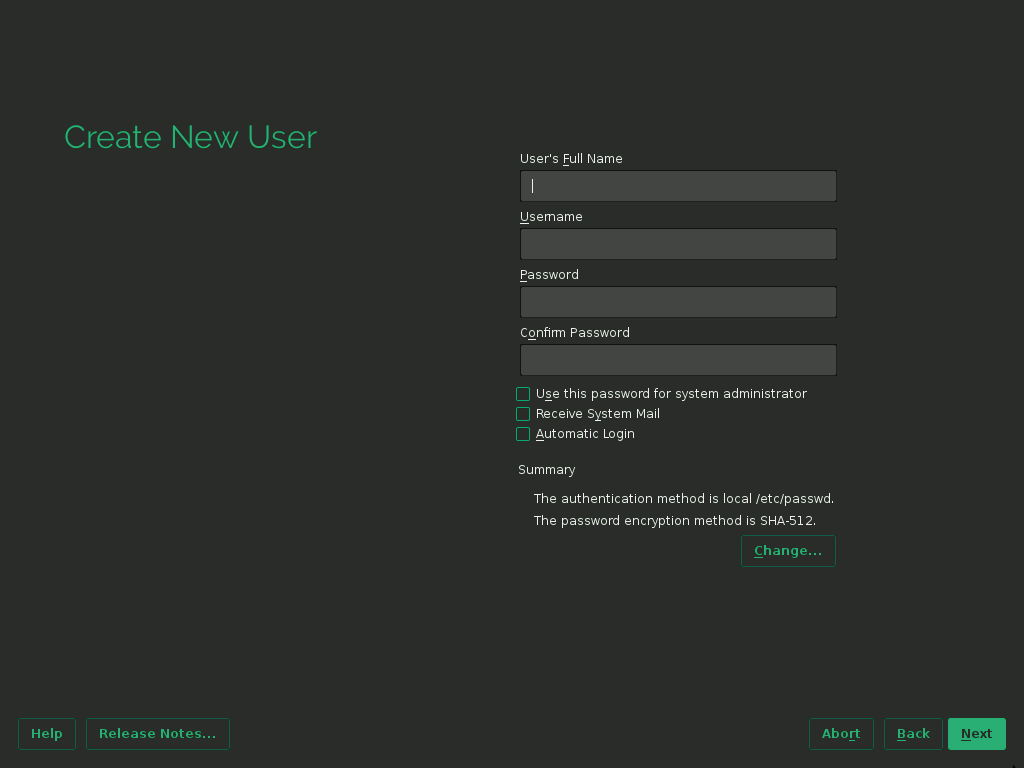 Create New User
User's Full Name
Username
Password
Confirm Password
Use this password for system administrator
Receive System Mail
Automatic Login
Summary
The authentication method is local /etc/passwd.
The password encryption method is SHA-512.
Change...
Help
Release Notes...
Abort
Back
Next